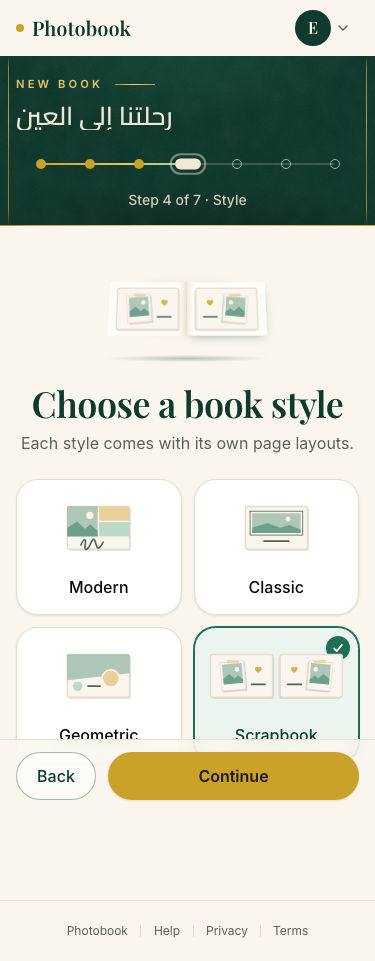 Photobook
E
NEW BOOK
رحلتنا إلى العين
Step 4 of 7 · Style
Choose a book style
Each style comes with its own page layouts.
Modern
Classic
Geometric
Scrapbook
Back
Continue
Photobook
Help
Privacy
Terms